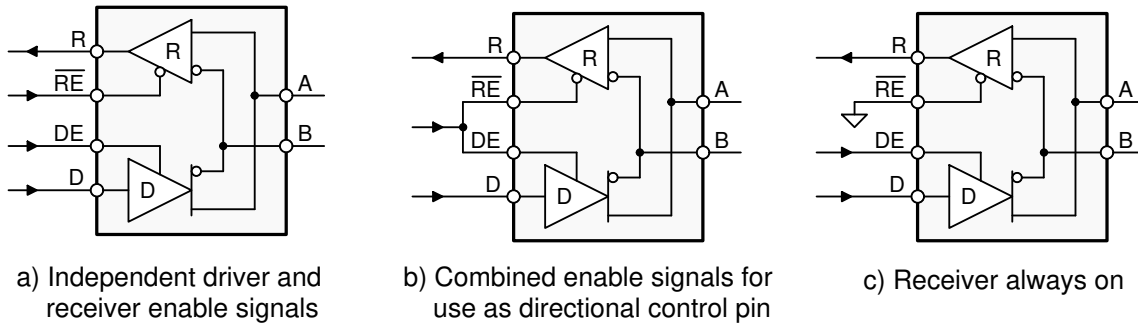 R
R
RE
A
DE
B
D
D
a) Independent driver and
receiver enable signals
R
R
RE
A
DE
B
D
D
b) Combined enable signals for
use as directional control pin
R
R
RE
A
DE
B
D
D
c) Receiver always on